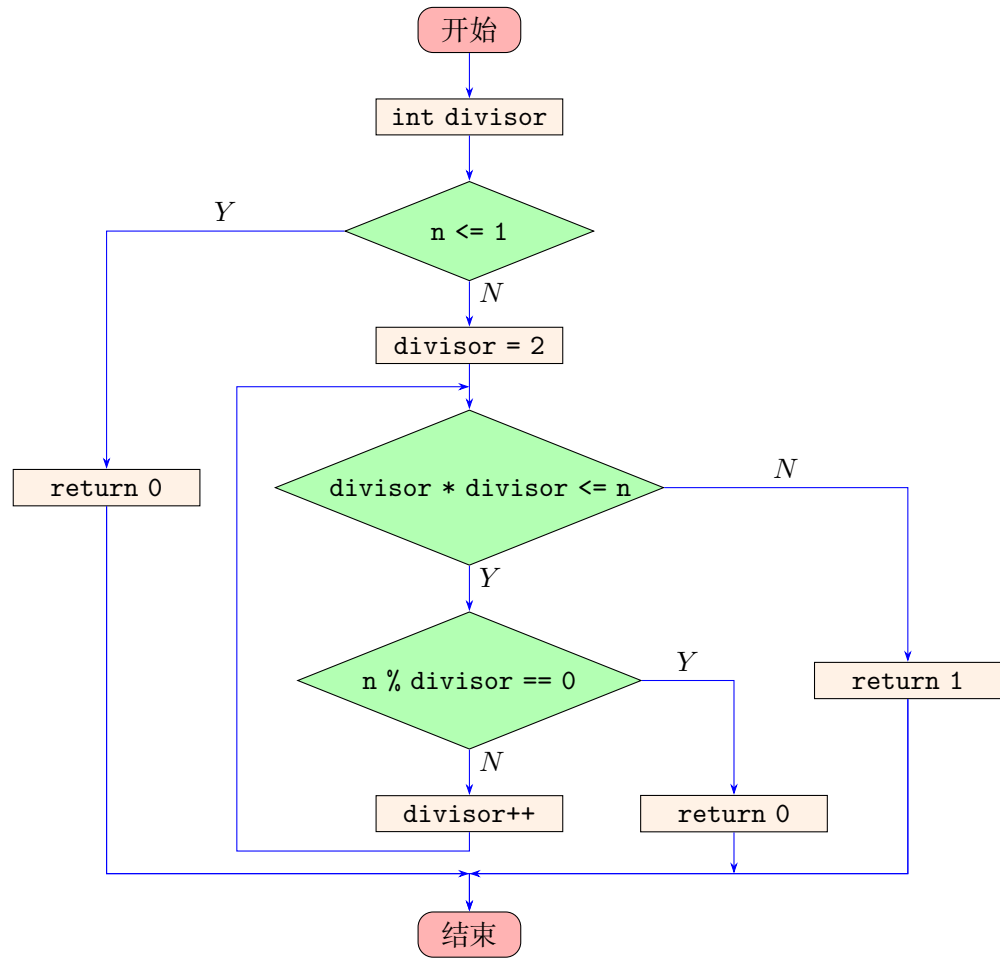 开始
int divisor
n <= 1
Y
N
divisor = 2
divisor * divisor <= n
N
return 0
Y
n % divisor == 0
Y
return 1
N
divisor++
return 0
结束